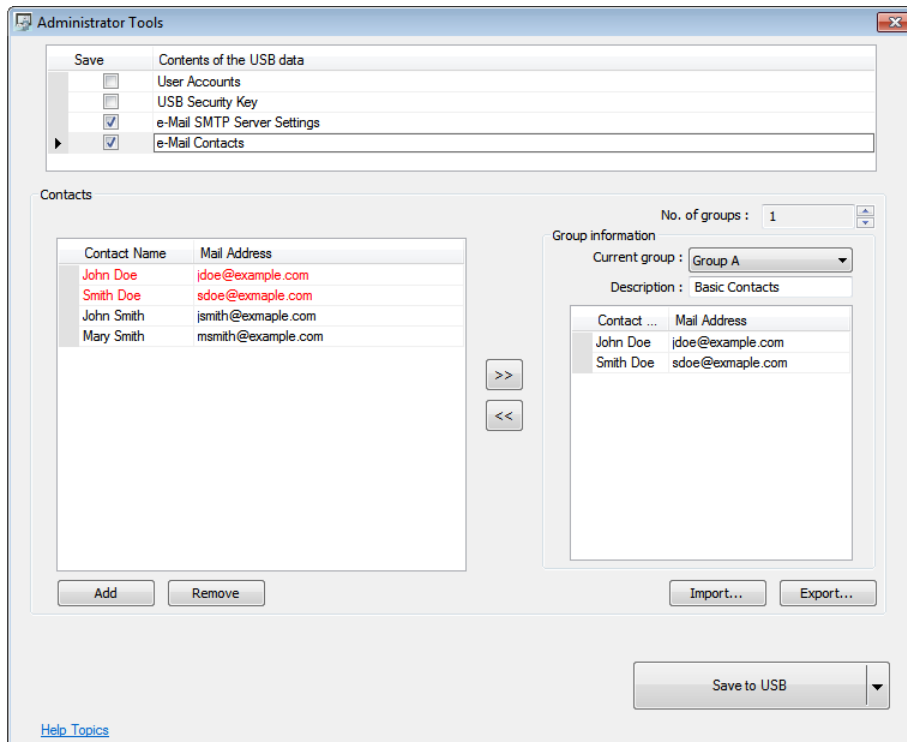 Administrator Tools
Save Contents of the USB data
User Accounts
USB Security Key
e-Mail SMTP Server Settings
e-Mail Contacts
Contacts
No. of groups : 1
Group information
Current group : Group A
Description : Basic Contacts
Contact Name Mail Address
John Doe jdoe@example.com
Smith Doe sdoe@exmaple.com
John Smith jsmith@exmaple.com
Mary Smith msmith@example.com
>>
<<
Contact ... Mail Address
John Doe jdoe@example.com
Smith Doe sdoe@exmaple.com
Add Remove
Import... Export...
Save to USB
Help Topics